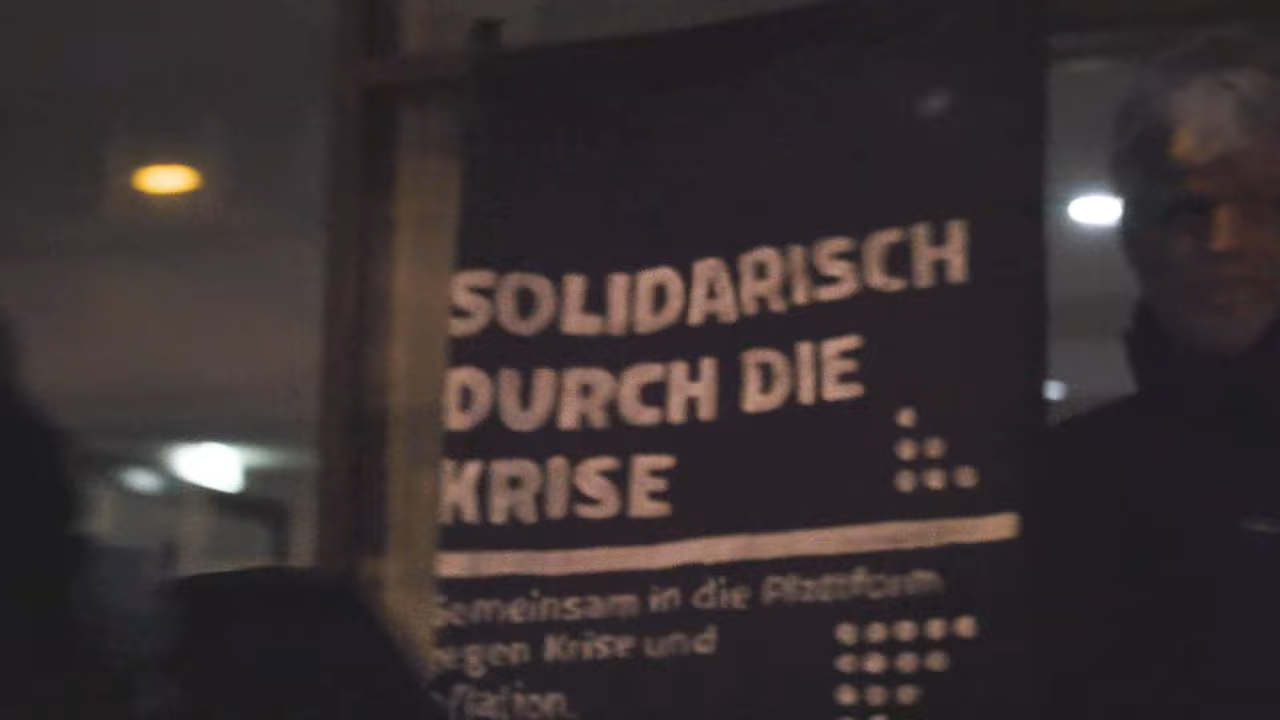 SOLIDARISCH
DURCH DIE
KRISE
Gemeinsam in die Plattform
gegen Krise und